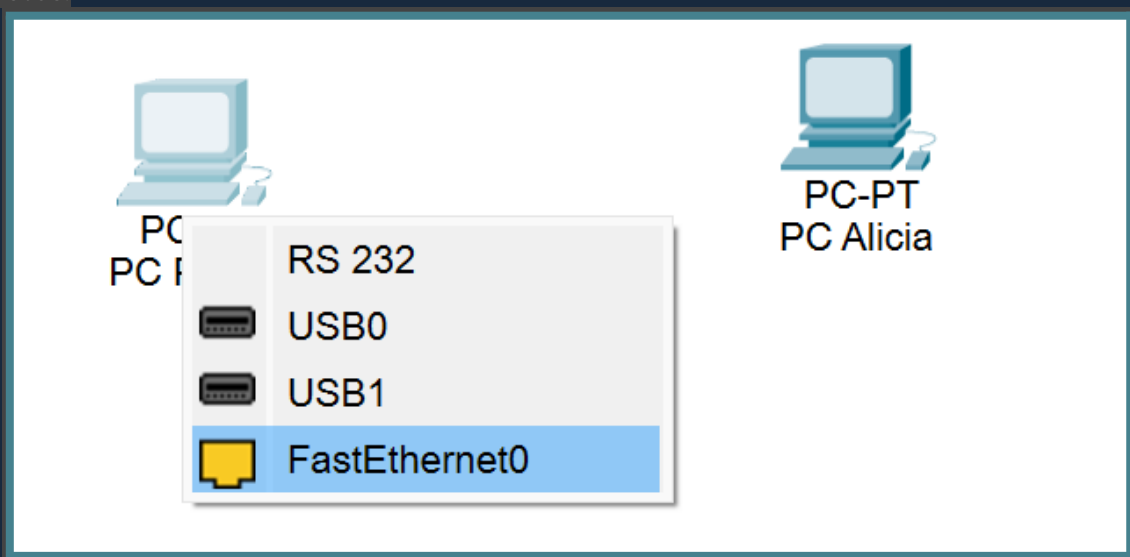 PC-PT
PC Alicia
PC
PC
RS 232
USB0
USB1
FastEthernet0